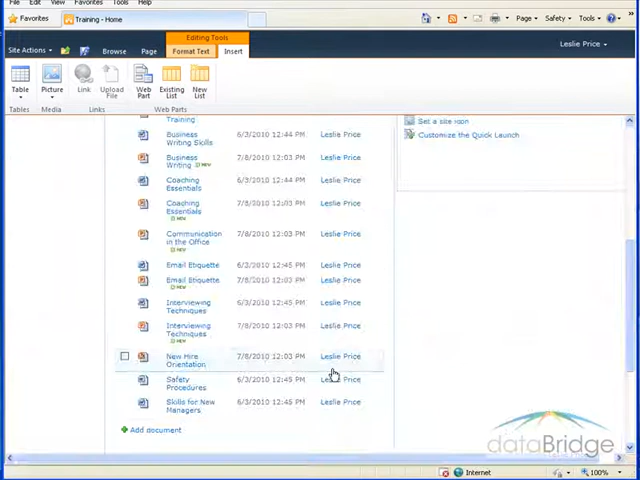 File Edit View Favorites Tools Help
Favorites Training - Home
Page Safety Tools
Editing Tools
Site Actions Browse Page Format Text Insert
Leslie Price
Table Picture Link Upload File Web Part Existing List New List
Tables Media Links Web Parts
Training
Set a site icon
Customize the Quick Launch
Business Writing Skills 6/3/2010 12:44 PM Leslie Price
Business Writing NEW 7/8/2010 12:03 PM Leslie Price
Coaching Essentials 6/3/2010 12:44 PM Leslie Price
Coaching Essentials NEW 7/8/2010 12:03 PM Leslie Price
Communication in the Office NEW 7/8/2010 12:03 PM Leslie Price
Email Etiquette 6/3/2010 12:45 PM Leslie Price
Email Etiquette NEW 7/8/2010 12:03 PM Leslie Price
Interviewing Techniques 6/3/2010 12:45 PM Leslie Price
Interviewing Techniques NEW 7/8/2010 12:03 PM Leslie Price
New Hire Orientation 7/8/2010 12:03 PM Leslie Price
Safety Procedures 6/3/2010 12:45 PM Leslie Price
Skills for New Managers 6/3/2010 12:45 PM Leslie Price
Add document
dataBridge
Internet 100%